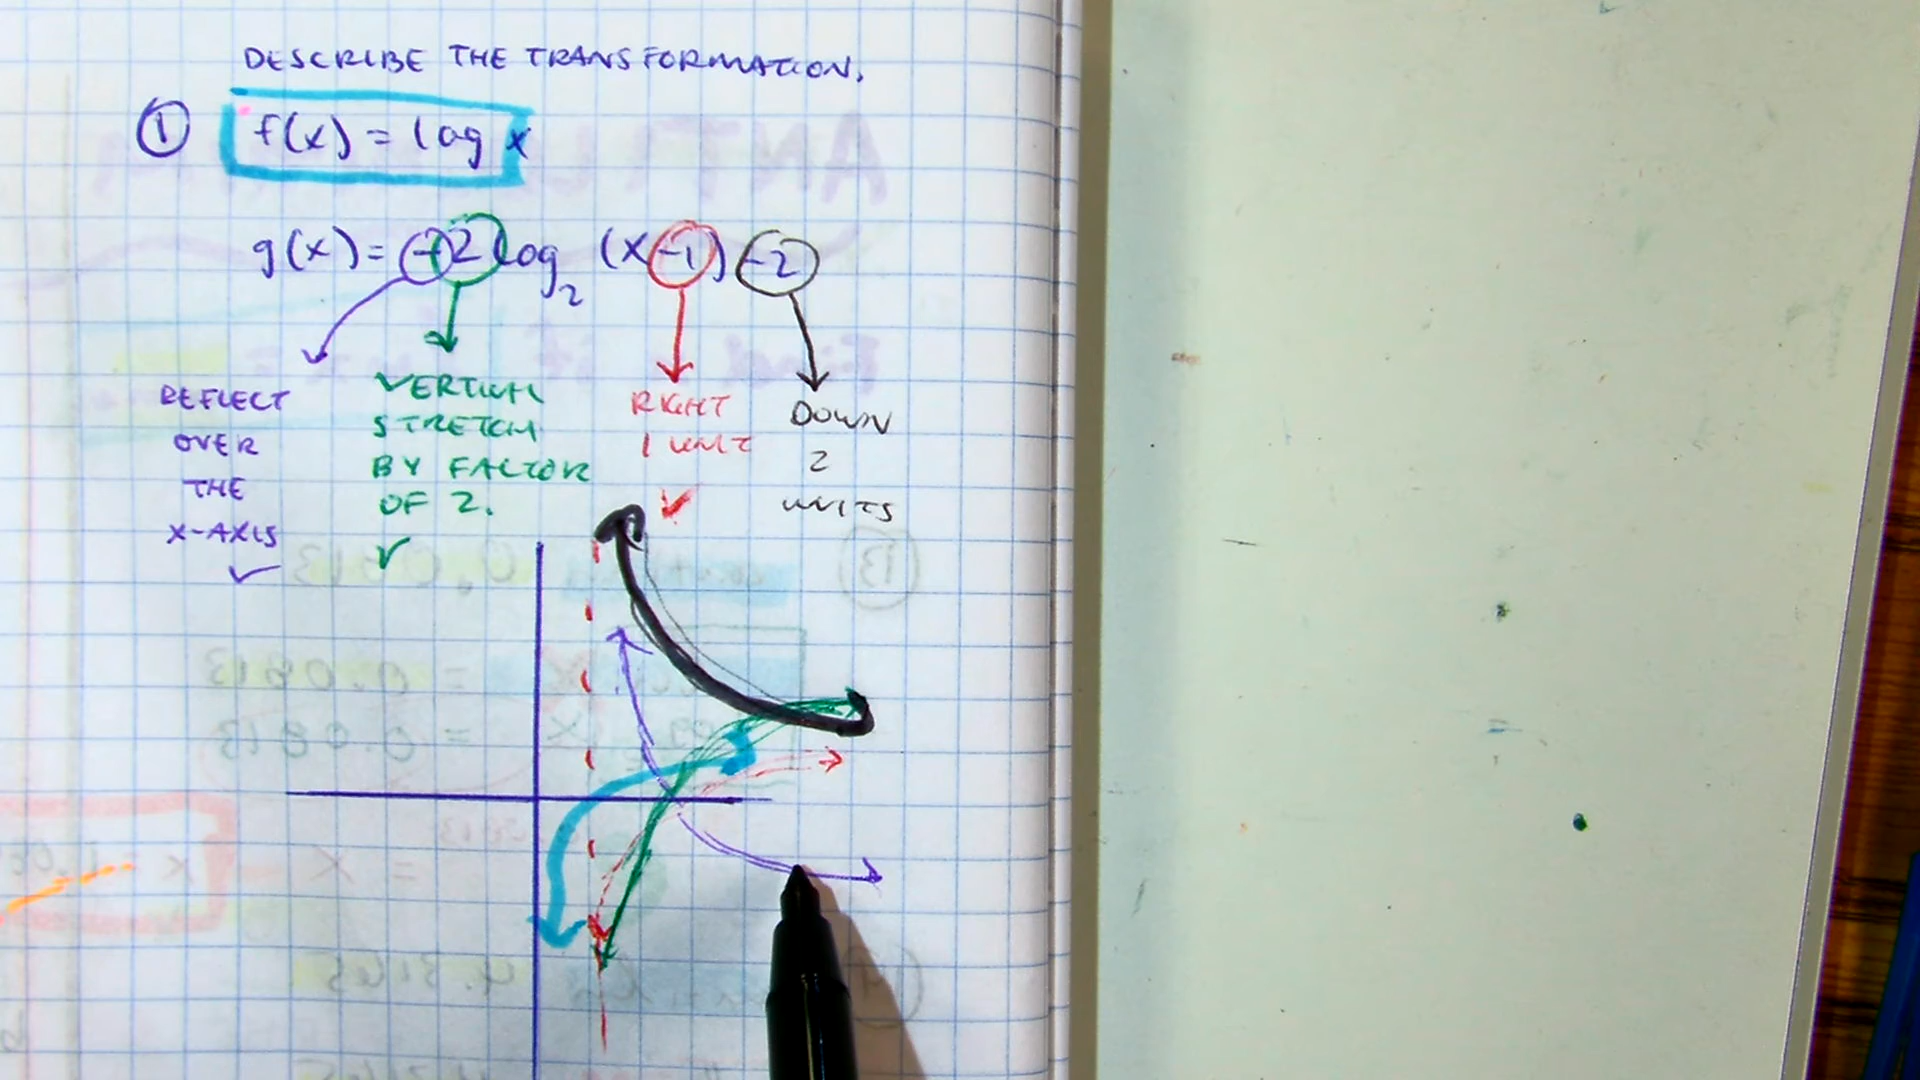 DESCRIBE THE TRANSFORMATION.
① f(x) = log x
g(x) = -2 log₂ (x-1) -2
REFLECT
OVER
THE
X-AXIS
VERTICAL
STRETCH
BY FACTOR
OF 2.
RIGHT
1 UNIT
DOWN
2
UNITS